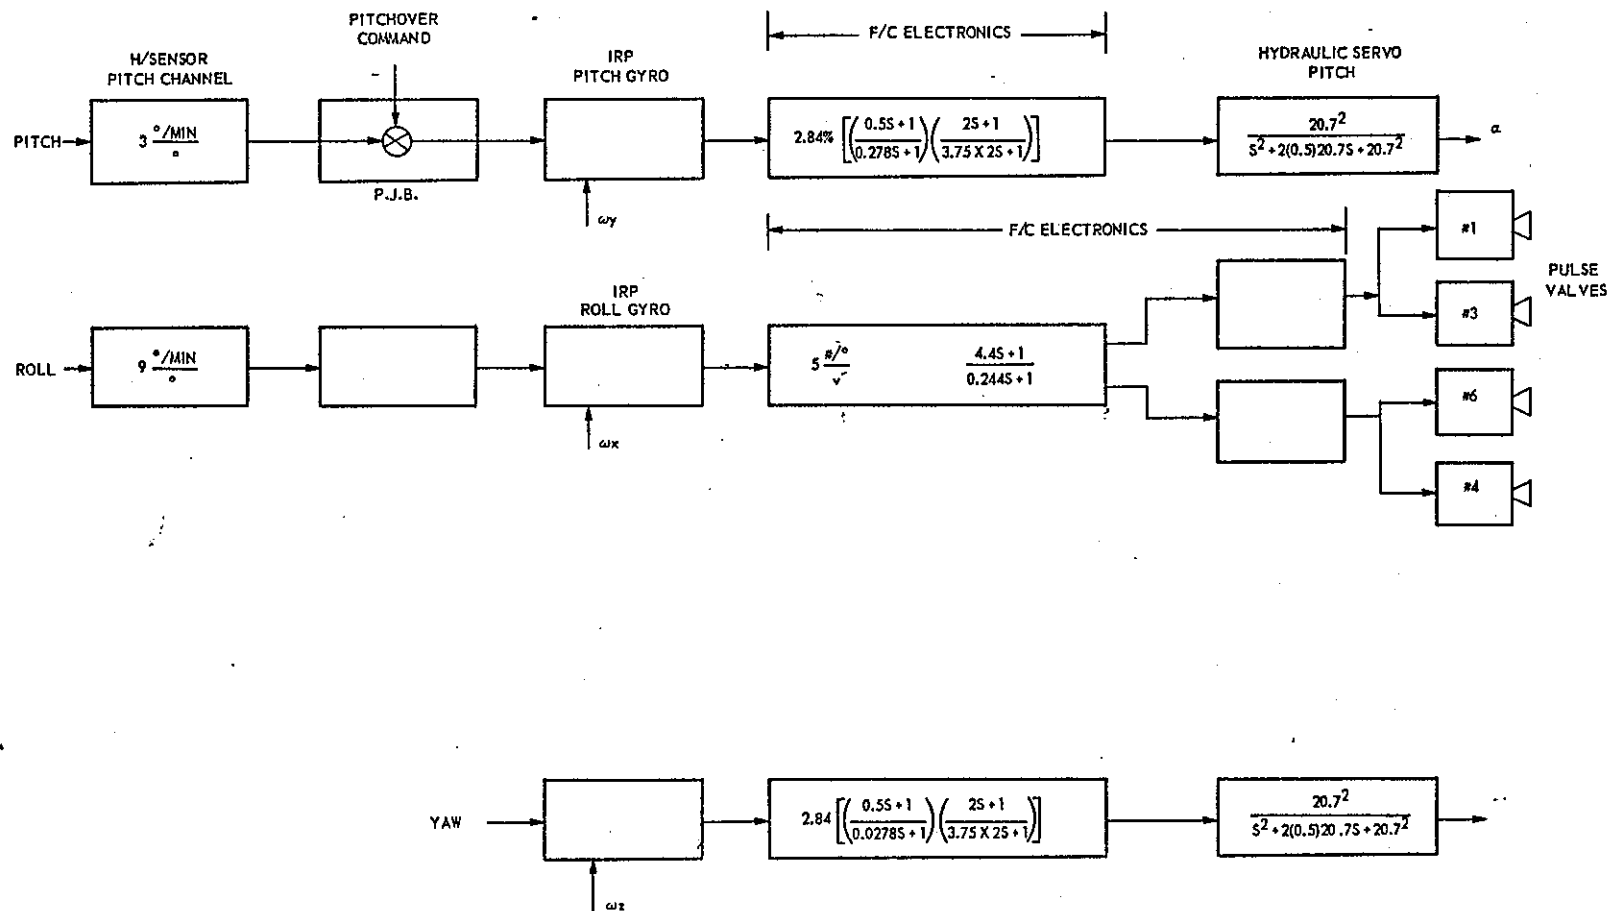 PITCHOVER
COMMAND
F/C ELECTRONICS
H/SENSOR
PITCH CHANNEL
IRP
PITCH GYRO
HYDRAULIC SERVO
PITCH
PITCH
3 °/MIN / °
2.84% [((0.5S + 1)/(0.278S + 1)) ((2S + 1)/(3.75 X 2S + 1))]
20.7² / (S² + 2(0.5)20.7S + 20.7²)
α
P.J.B.
ωy
F/C ELECTRONICS
#1
PULSE
VALVES
IRP
ROLL GYRO
#3
ROLL
9 °/MIN / °
5 #/° / v
4.4S + 1 / 0.244S + 1
#6
ωx
#4
YAW
2.84 [((0.5S + 1)/(0.0278S + 1)) ((2S + 1)/(3.75 X 2S + 1))]
20.7² / (S² + 2(0.5)20.7S + 20.7²)
ωz